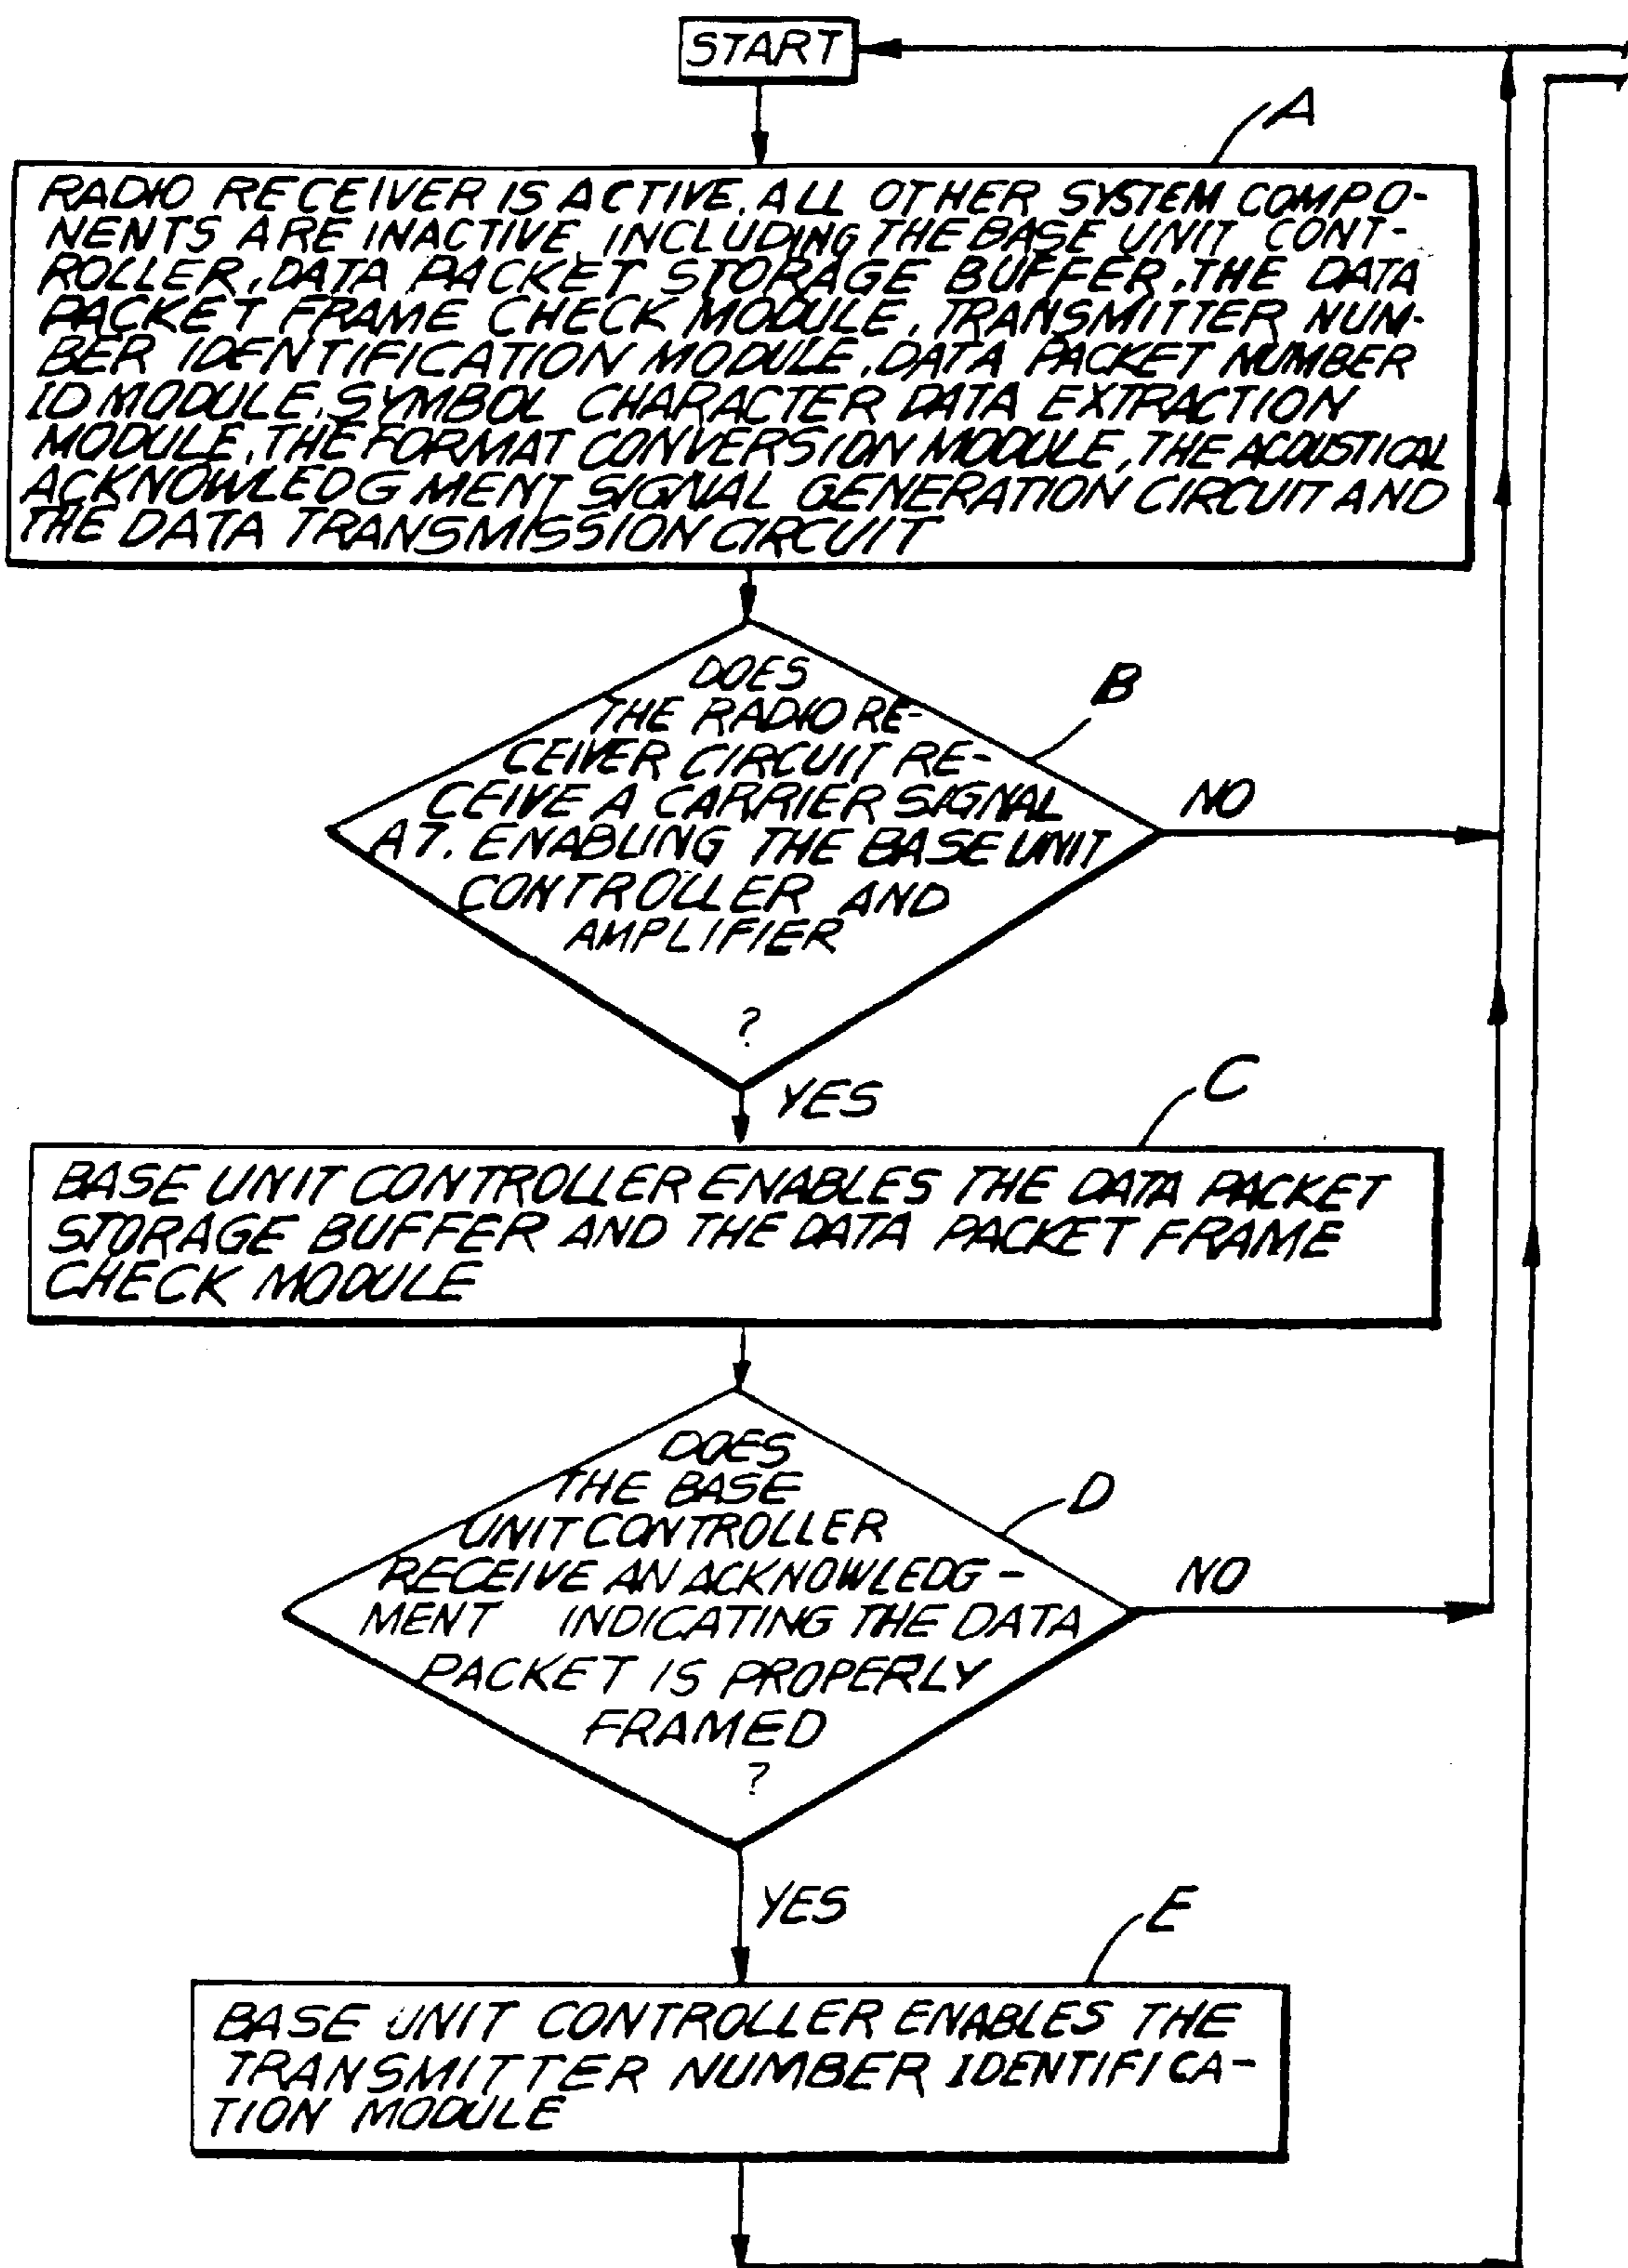 START
A
RADIO RECEIVER IS ACTIVE. ALL OTHER SYSTEM COMPO-
NENTS ARE INACTIVE, INCLUDING THE BASE UNIT CONT-
ROLLER, DATA PACKET STORAGE BUFFER, THE DATA
PACKET FRAME CHECK MODULE, TRANSMITTER NUM-
BER IDENTIFICATION MODULE, DATA PACKET NUMBER
ID MODULE, SYMBOL CHARACTER DATA EXTRACTION
MODULE, THE FORMAT CONVERSION MODULE, THE ACOUSTICAL
ACKNOWLEDGMENT SIGNAL GENERATION CIRCUIT AND
THE DATA TRANSMISSION CIRCUIT
B
DOES
THE RADIO RE-
CEIVER CIRCUIT RE-
CEIVE A CARRIER SIGNAL
AT. ENABLING THE BASE UNIT
CONTROLLER AND
AMPLIFIER
?
NO
YES
C
BASE UNIT CONTROLLER ENABLES THE DATA PACKET
STORAGE BUFFER AND THE DATA PACKET FRAME
CHECK MODULE
D
DOES
THE BASE
UNIT CONTROLLER
RECEIVE AN ACKNOWLEDG-
MENT INDICATING THE DATA
PACKET IS PROPERLY
FRAMED
?
NO
YES
E
BASE UNIT CONTROLLER ENABLES THE
TRANSMITTER NUMBER IDENTIFICA-
TION MODULE